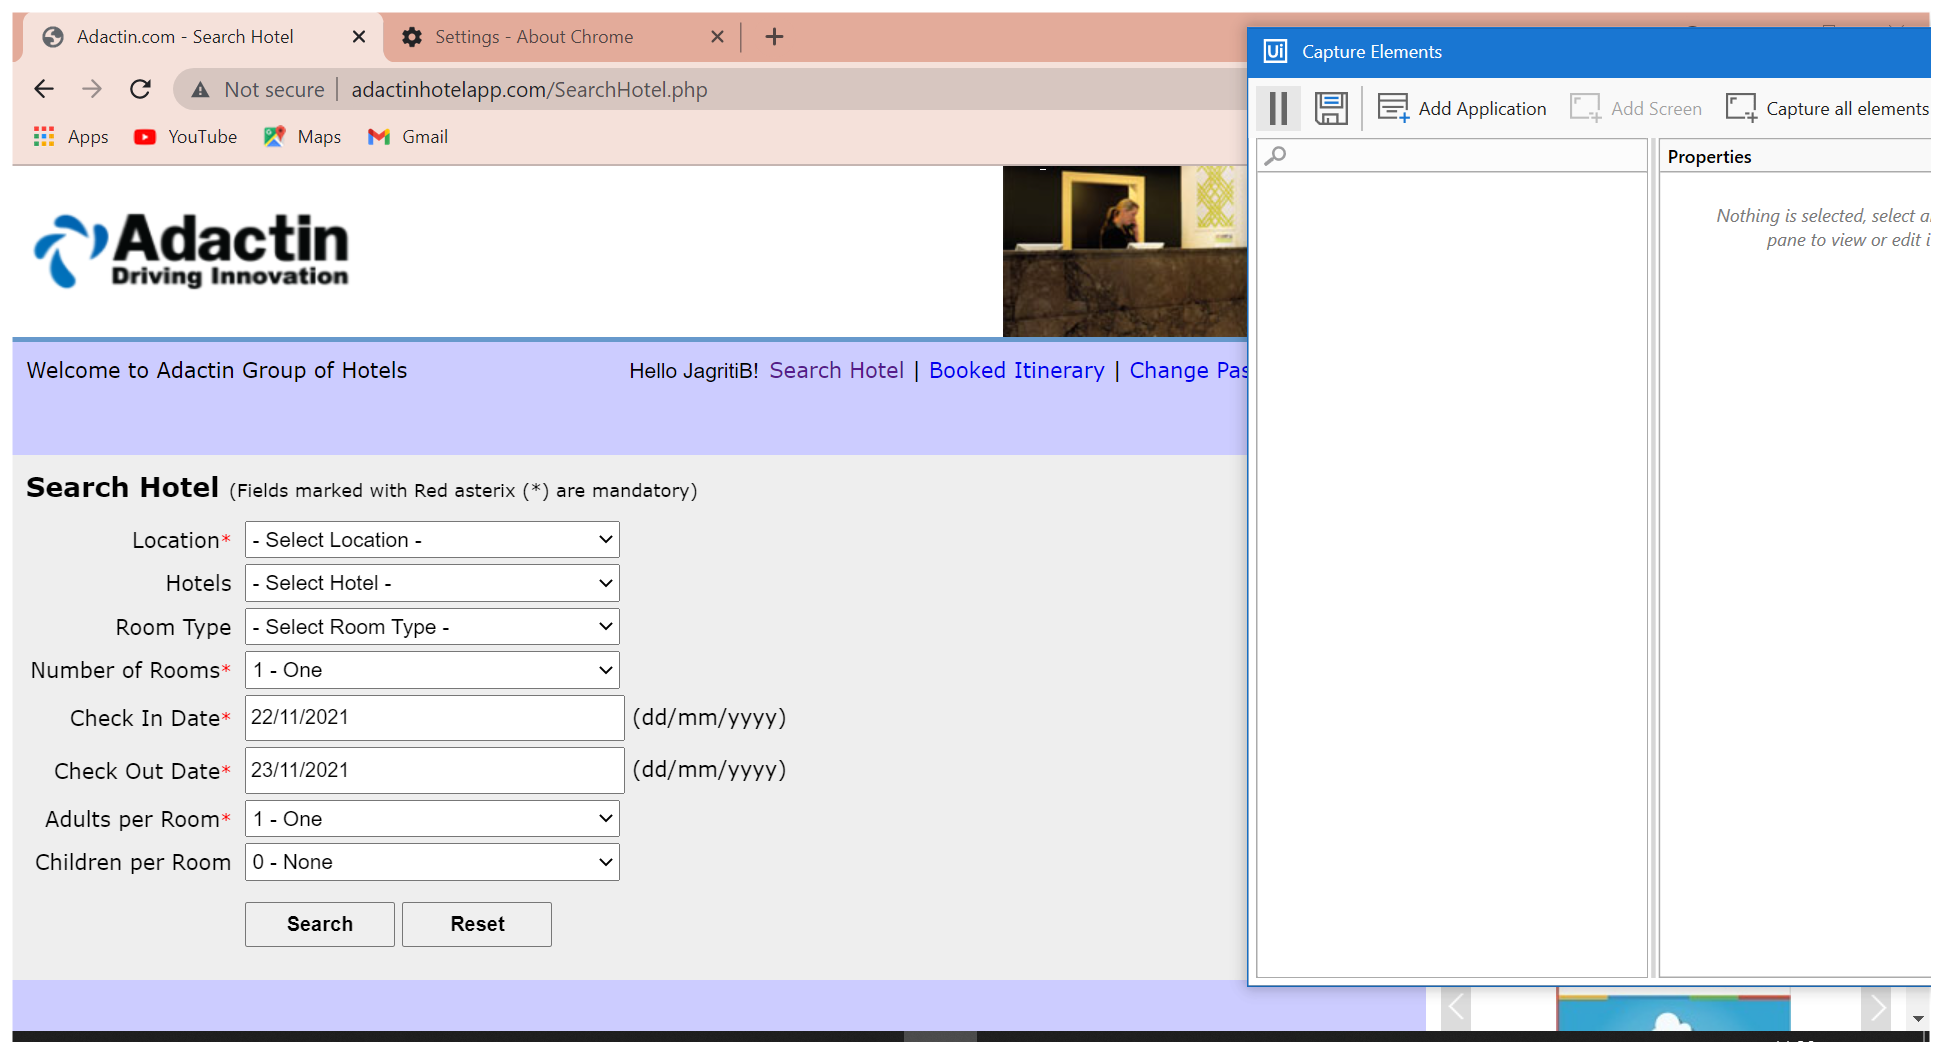 Adactin.com - Search Hotel
Settings - About Chrome
Not secure | adactinhotelapp.com/SearchHotel.php
Apps YouTube Maps Gmail
Ui Capture Elements
Add Application Add Screen Capture all elements
Properties
Nothing is selected, select
pane to view or edit
Adactin
Driving Innovation
Welcome to Adactin Group of Hotels
Hello JagritiB! Search Hotel | Booked Itinerary | Change Pas
Search Hotel (Fields marked with Red asterix (*) are mandatory)
Location* - Select Location -
Hotels - Select Hotel -
Room Type - Select Room Type -
Number of Rooms* 1 - One
Check In Date* 22/11/2021 (dd/mm/yyyy)
Check Out Date* 23/11/2021 (dd/mm/yyyy)
Adults per Room* 1 - One
Children per Room 0 - None
Search Reset